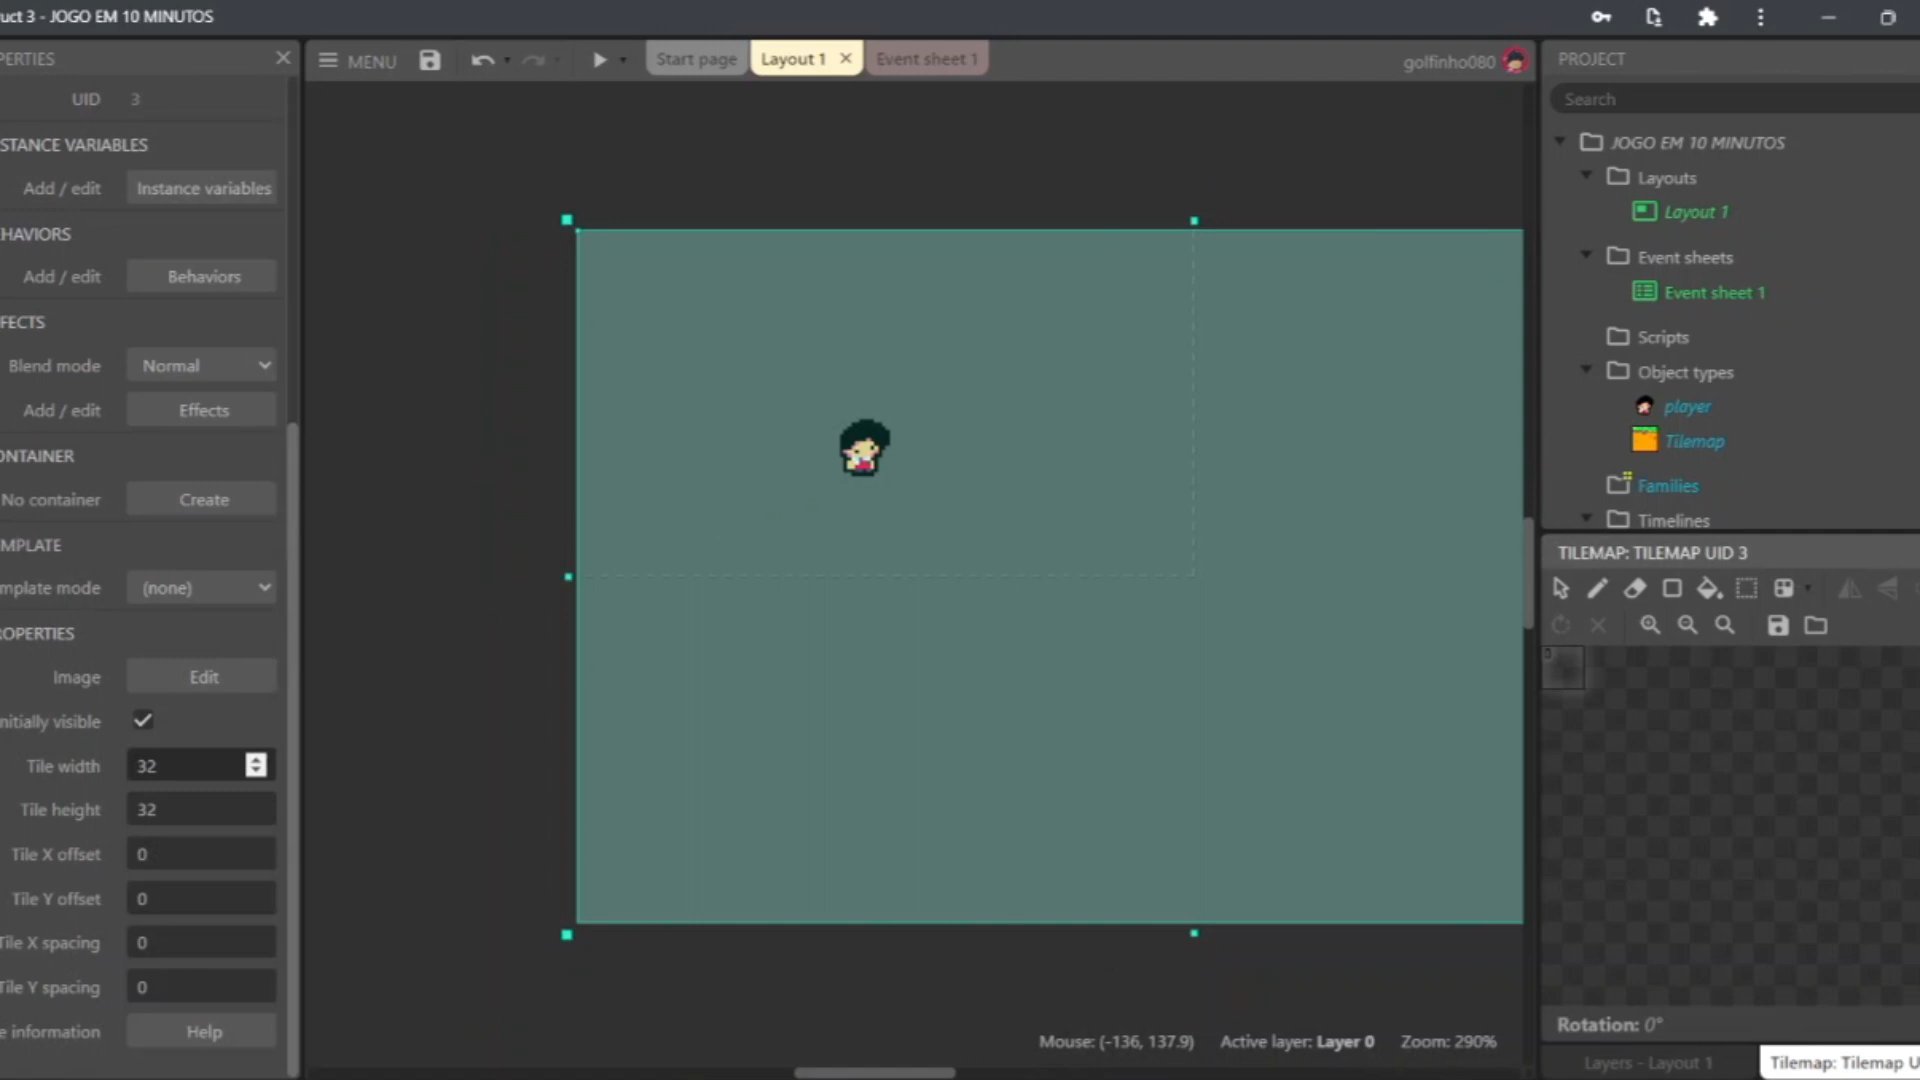 uct 3 - JOGO EM 10 MINUTOS
PERTIES
MENU
Start page
Layout 1
Event sheet 1
golfinho080
PROJECT
UID 3
Search
STANCE VARIABLES
Add / edit Instance variables
HAVIORS
Add / edit Behaviors
FFECTS
Blend mode Normal
Add / edit Effects
ONTAINER
No container Create
MPLATE
mplate mode (none)
ROPERTIES
Image Edit
nitially visible
Tile width 32
Tile height 32
Tile X offset 0
Tile Y offset 0
Tile X spacing 0
Tile Y spacing 0
e information Help
Mouse: (-136, 137.9) Active layer: Layer 0 Zoom: 290%
JOGO EM 10 MINUTOS
Layouts
Layout 1
Event sheets
Event sheet 1
Scripts
Object types
player
Tilemap
Families
Timelines
TILEMAP: TILEMAP UID 3
0
Rotation: 0°
Layers - Layout 1
Tilemap: Tilemap U